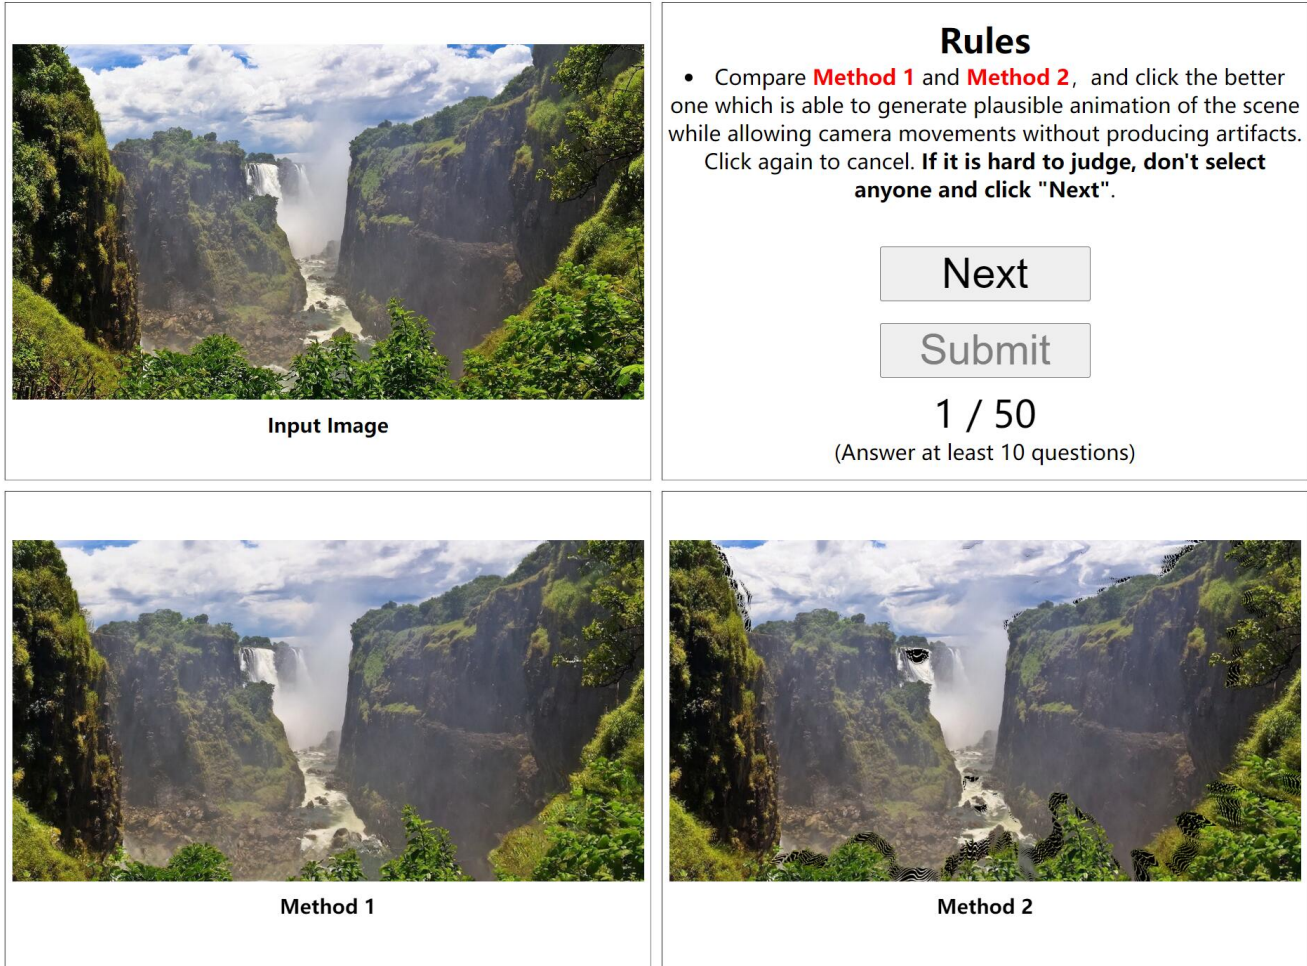 Rules
• Compare Method 1 and Method 2， and click the better
one which is able to generate plausible animation of the scene
while allowing camera movements without producing artifacts.
Click again to cancel. If it is hard to judge, don't select
anyone and click "Next".
Next
Submit
1 / 50
(Answer at least 10 questions)
Input Image
Method 1
Method 2